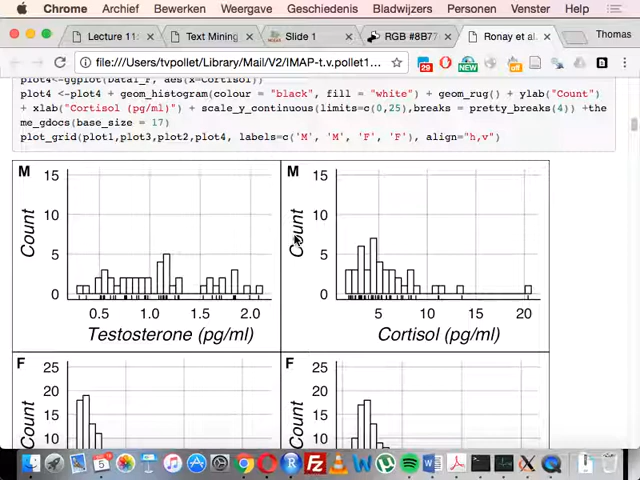 Chrome Archief Bewerken Weergave Geschiedenis Bladwijzers Personen Venster Help
Lecture 11: Text Mining Slide 1 RGB #8B77 Ronay et al. Thomas
file:///Users/tvpollet/Library/Mail/V2/IMAP-t.v.pollet1...
29 NEW off
plot4<-ggplot(Data1_F, aes(x=Cortisol))
plot4 <-plot4 + geom_histogram(colour = "black", fill = "white") + geom_rug() + ylab("Count")
+ xlab("Cortisol (pg/ml)") + scale_y_continuous(limits=c(0,25),breaks = pretty_breaks(4)) +the
me_gdocs(base_size = 17)
plot_grid(plot1,plot3,plot2,plot4, labels=c('M', 'M', 'F', 'F'), align="h,v")
M
15
10
5
0
Count
0.5 1.0 1.5 2.0
Testosterone (pg/ml)
M
15
10
5
0
Count
5 10 15 20
Cortisol (pg/ml)
F
25
20
15
10
Count
F
25
20
15
10
Count
5